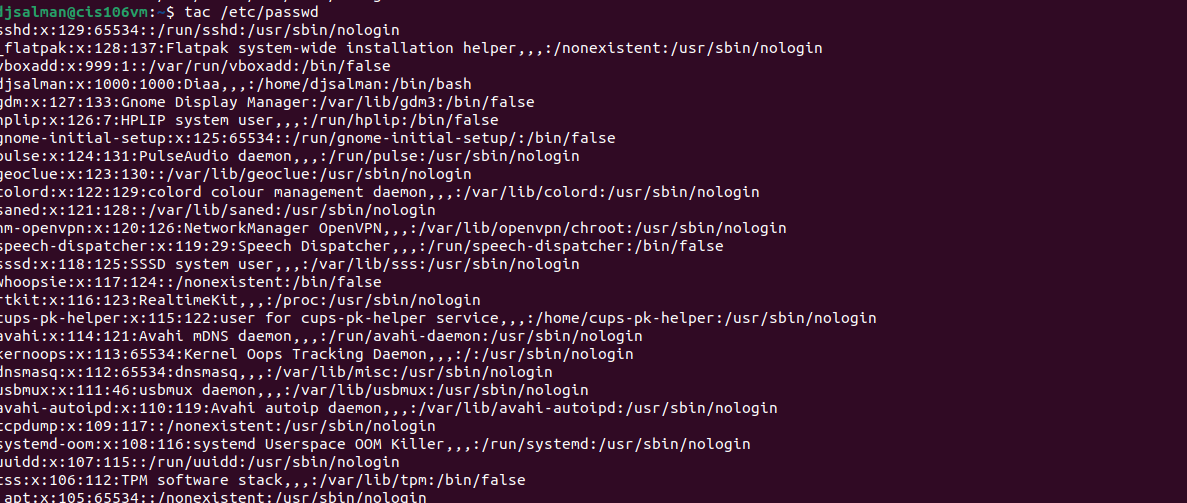 djsalman@cis106vm:~$ tac /etc/passwd
sshd:x:129:65534::/run/sshd:/usr/sbin/nologin
_flatpak:x:128:137:Flatpak system-wide installation helper,,,:/nonexistent:/usr/sbin/nologin
vboxadd:x:999:1::/var/run/vboxadd:/bin/false
djsalman:x:1000:1000:Diaa,,,:/home/djsalman:/bin/bash
gdm:x:127:133:Gnome Display Manager:/var/lib/gdm3:/bin/false
hplip:x:126:7:HPLIP system user,,,:/run/hplip:/bin/false
gnome-initial-setup:x:125:65534::/run/gnome-initial-setup/:/bin/false
pulse:x:124:131:PulseAudio daemon,,,:/run/pulse:/usr/sbin/nologin
geoclue:x:123:130::/var/lib/geoclue:/usr/sbin/nologin
colord:x:122:129:colord colour management daemon,,,:/var/lib/colord:/usr/sbin/nologin
saned:x:121:128::/var/lib/saned:/usr/sbin/nologin
nm-openvpn:x:120:126:NetworkManager OpenVPN,,,:/var/lib/openvpn/chroot:/usr/sbin/nologin
speech-dispatcher:x:119:29:Speech Dispatcher,,,:/run/speech-dispatcher:/bin/false
sssd:x:118:125:SSSD system user,,,:/var/lib/sss:/usr/sbin/nologin
whoopsie:x:117:124::/nonexistent:/bin/false
rtkit:x:116:123:RealtimeKit,,,:/proc:/usr/sbin/nologin
cups-pk-helper:x:115:122:user for cups-pk-helper service,,,:/home/cups-pk-helper:/usr/sbin/nologin
avahi:x:114:121:Avahi mDNS daemon,,,:/run/avahi-daemon:/usr/sbin/nologin
kernoops:x:113:65534:Kernel Oops Tracking Daemon,,,:/:/usr/sbin/nologin
dnsmasq:x:112:65534:dnsmasq,,,:/var/lib/misc:/usr/sbin/nologin
usbmux:x:111:46:usbmux daemon,,,:/var/lib/usbmux:/usr/sbin/nologin
avahi-autoipd:x:110:119:Avahi autoip daemon,,,:/var/lib/avahi-autoipd:/usr/sbin/nologin
tcpdump:x:109:117::/nonexistent:/usr/sbin/nologin
systemd-oom:x:108:116:systemd Userspace OOM Killer,,,:/run/systemd:/usr/sbin/nologin
uuidd:x:107:115::/run/uuidd:/usr/sbin/nologin
tss:x:106:112:TPM software stack,,,:/var/lib/tpm:/bin/false
_apt:x:105:65534::/nonexistent:/usr/sbin/nologin